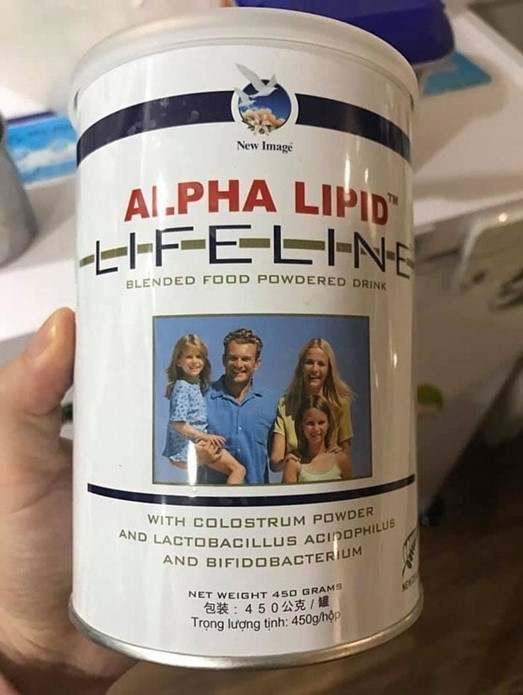 New Image
ALPHA LIPID™
LIFELINE
BLENDED FOOD POWDERED DRINK
WITH COLOSTRUM POWDER
AND LACTOBACILLUS ACIDOPHILUS
AND BIFIDOBACTERIUM
NET WEIGHT 450 GRAMS
包裝：450公克/罐
Trọng lượng tịnh: 450g/hộp